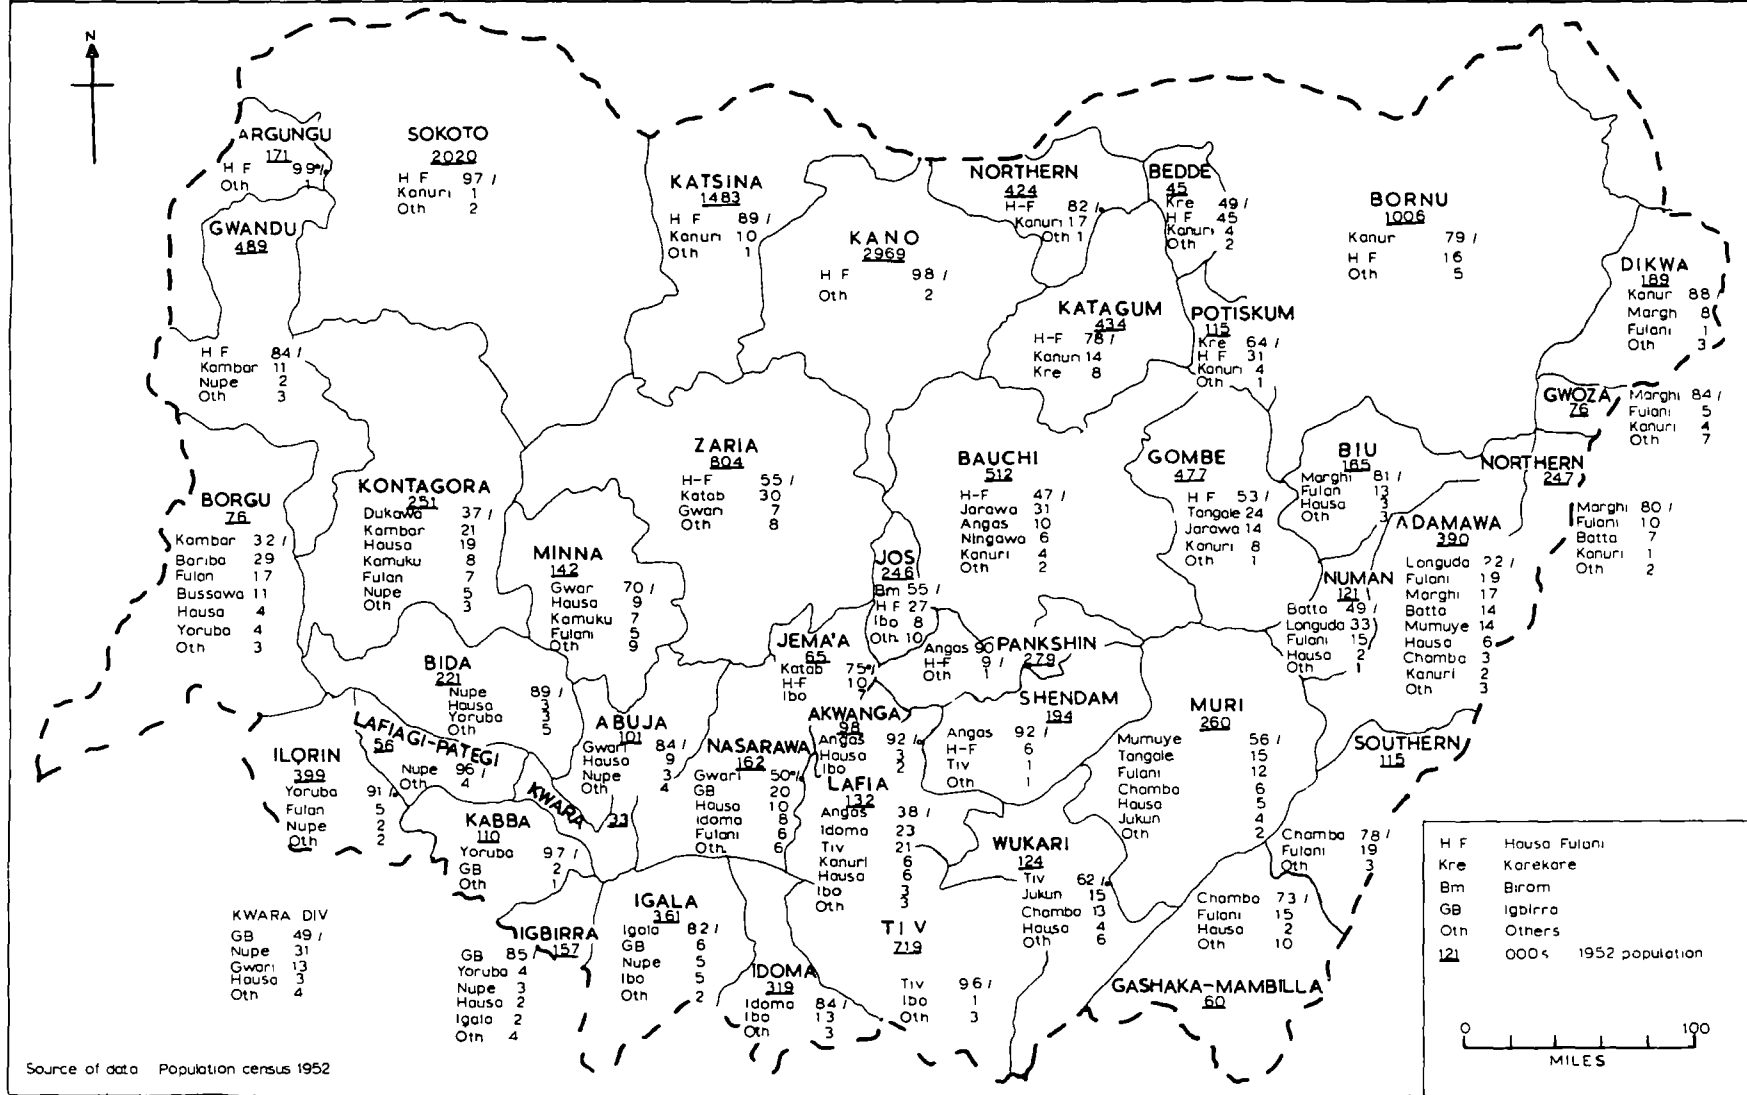 N
ARGUNGU
171
H F 99%
Oth 1
SOKOTO
2020
H F 97 /
Kanuri 1
Oth 2
GWANDU
489
H F 84 /
Kambar 11
Nupe 2
Oth 3
KATSINA
1483
H F 89 /
Kanuri 10
Oth 1
KANO
2969
H F 98 /
Oth 2
NORTHERN
424
H-F 82 /.
Kanuri 17
Oth 1
BEDDE
45
Kre 49 /
H F 45
Kanuri 4
Oth 2
BORNU
1006
Kanur 79 /
H F 16
Oth 5
DIKWA
189
Kanur 88 /
Margh 8
Fulani 1
Oth 3
KATAGUM
434
H-F 78 /
Kanuri 14
Kre 8
POTISKUM
115
Kre 64 /
H F 31
Kanuri 4
Oth 1
GWOZA
76
Marghi 84 /
Fulani 5
Kanuri 4
Oth 7
ZARIA
804
H-F 55 /
Katab 30
Gwari 7
Oth 8
BAUCHI
512
H-F 47 /
Jarawa 31
Angas 10
Ningawa 6
Kanuri 4
Oth 2
GOMBE
477
H F 53 /
Tangale 24
Jarawa 14
Kanuri 8
Oth 1
BIU
165
Marghi 81 /
Fulan 13
Hausa 3
Oth 3
NORTHERN
247
Marghi 80 /
Fulani 10
Batta 7
Kanuri 1
Oth 2
ADAMAWA
390
Longuda 22 /
Fulani 19
Marghi 17
Batta 14
Mumuye 14
Hausa 6
Chamba 3
Kanuri 2
Oth 3
BORGU
76
Kambar 32 /
Bariba 29
Fulan 17
Bussawa 11
Hausa 4
Yoruba 4
Oth 3
KONTAGORA
251
Dukawa 37 /
Kambar 21
Hausa 19
Kamuku 8
Fulan 7
Nupe 5
Oth 3
MINNA
142
Gwar 70 /
Hausa 9
Kamuku 7
Fulani 5
Oth 9
JOS
246
Bm 55 /
H F 27
Ibo 8
Oth 10
NUMAN
121
Batta 49 /
Longuda 33
Fulani 15
Hausa 2
Oth 1
JEMA'A
65
Katab 75%
H-F 10
Ibo 7
PANKSHIN
279
Angas 90
H-F 9 /
Oth 1
BIDA
221
Nupe 89 /
Hausa 3
Yoruba 3
Oth 5
ABUJA
101
Gwari 84 /
Hausa 9
Nupe 3
Oth 4
NASARAWA
162
Gwari 50%
GB 20
Hausa 10
Idoma 8
Fulani 6
Oth 6
AKWANGA
98
Angas 92 /.
Hausa 3
Ibo 2
SHENDAM
194
Angas 92 /
H-F 6
Tiv 1
Oth 1
MURI
260
Mumuye 56 /
Tangale 15
Fulani 12
Chamba 6
Hausa 5
Jukun 4
Oth 2
SOUTHERN
115
Chamba 78 /
Fulani 19
Oth 3
ILORIN
399
Yoruba 91 /.
Fulan 5
Nupe 2
Oth 2
LAFIAGI-PATEGI
56
Nupe 96 /
Oth 4
KWARA
33
KABBA
110
Yoruba 97 /
GB 2
Oth 1
LAFIA
132
Angas 38 /
Idoma 23
Tiv 21
Kanuri 6
Hausa 6
Ibo 3
Oth 3
WUKARI
124
Tiv 62 /.
Jukun 15
Chamba 13
Hausa 4
Oth 6
KWARA DIV
GB 49 /
Nupe 31
Gwari 13
Hausa 3
Oth 4
IGBIRRA
157
GB 85 /
Yoruba 4
Nupe 3
Hausa 2
Igala 2
Oth 4
IGALA
361
Igala 82 /
GB 6
Nupe 5
Ibo 5
Oth 2
IDOMA
319
Idoma 84 /
Ibo 13
Oth 3
TIV
719
Tiv 96 /
Ibo 1
Oth 3
GASHAKA-MAMBILLA
60
Chamba 73 /
Fulani 15
Hausa 2
Oth 10
H F Hausa Fulani
Kre Karekare
Bm Birom
GB Igbirra
Oth Others
121 000s 1952 population
0 100
MILES
Source of data Population census 1952